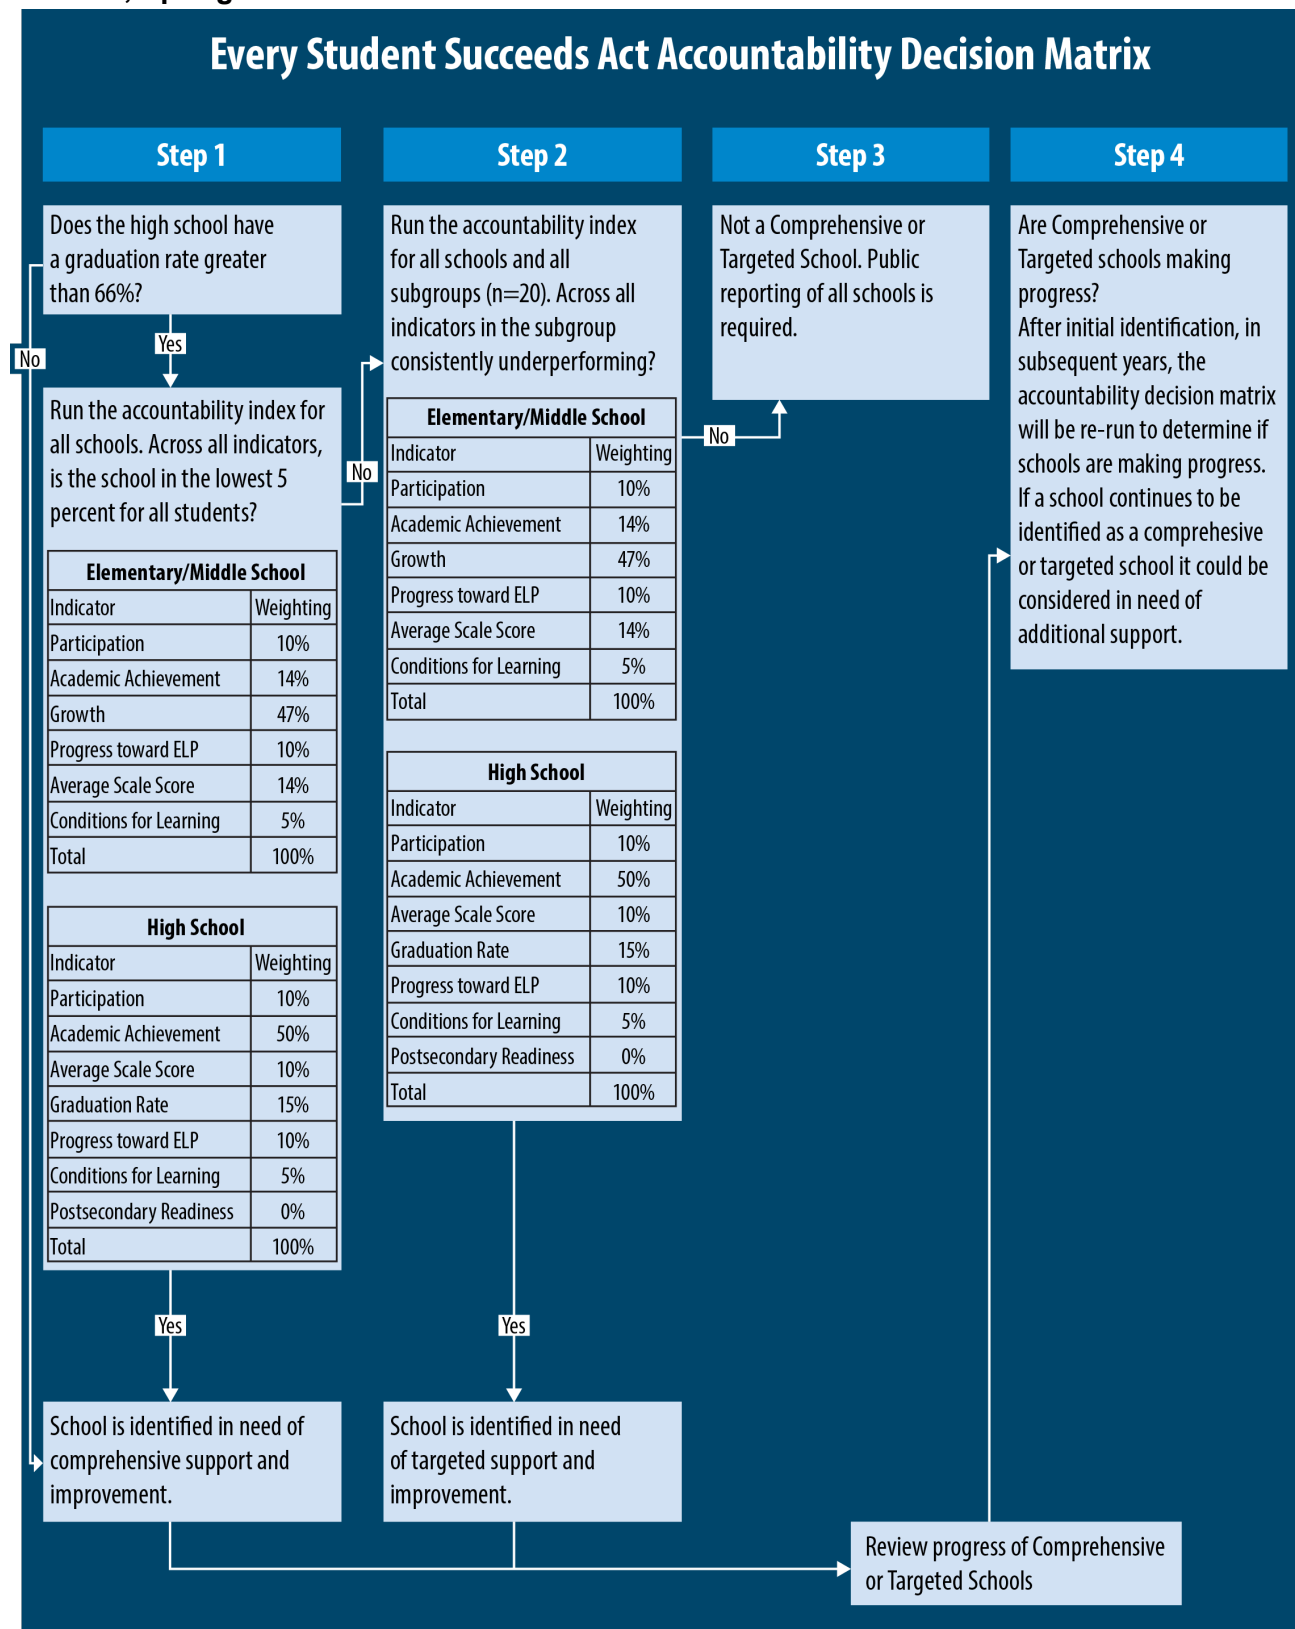 Every Student Succeeds Act Accountability Decision Matrix
Step 1
Does the high school have
a graduation rate greater
than 66%?
No
Yes
Run the accountability index for
all schools. Across all indicators,
is the school in the lowest 5
percent for all students?
No
Elementary/Middle School
Indicator Weighting
Participation 10%
Academic Achievement 14%
Growth 47%
Progress toward ELP 10%
Average Scale Score 14%
Conditions for Learning 5%
Total 100%
High School
Indicator Weighting
Participation 10%
Academic Achievement 50%
Average Scale Score 10%
Graduation Rate 15%
Progress toward ELP 10%
Conditions for Learning 5%
Postsecondary Readiness 0%
Total 100%
Yes
School is identified in need of
comprehensive support and
improvement.
Step 2
Run the accountability index
for all schools and all
subgroups (n=20). Across all
indicators in the subgroup
consistently underperforming?
Elementary/Middle School
Indicator Weighting
Participation 10%
Academic Achievement 14%
Growth 47%
Progress toward ELP 10%
Average Scale Score 14%
Conditions for Learning 5%
Total 100%
No
High School
Indicator Weighting
Participation 10%
Academic Achievement 50%
Average Scale Score 10%
Graduation Rate 15%
Progress toward ELP 10%
Conditions for Learning 5%
Postsecondary Readiness 0%
Total 100%
Yes
School is identified in need
of targeted support and
improvement.
Step 3
Not a Comprehensive or
Targeted School. Public
reporting of all schools is
required.
Step 4
Are Comprehensive or
Targeted schools making
progress?
After initial identification, in
subsequent years, the
accountability decision matrix
will be re-run to determine if
schools are making progress.
If a school continues to be
identified as a comprehesive
or targeted school it could be
considered in need of
additional support.
Review progress of Comprehensive
or Targeted Schools